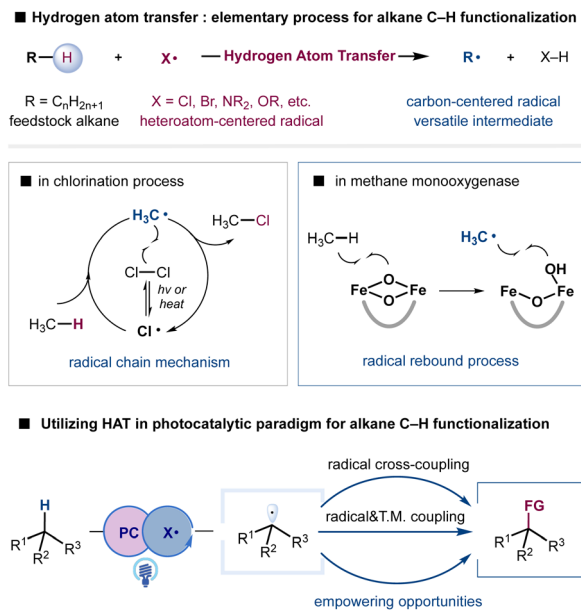 ■ Hydrogen atom transfer : elementary process for alkane C–H functionalization
R–H + X• Hydrogen Atom Transfer R• + X–H
R = CₙH₂ₙ₊₁ X = Cl, Br, NR₂, OR, etc. carbon-centered radical
feedstock alkane heteroatom-centered radical versatile intermediate
■ in chlorination process
H₃C• H₃C–Cl
Cl–Cl
hv or
heat
H₃C–H Cl•
radical chain mechanism
■ in methane monooxygenase
H₃C–H H₃C•
O OH
Fe Fe Fe Fe
O O
radical rebound process
■ Utilizing HAT in photocatalytic paradigm for alkane C–H functionalization
radical cross-coupling
H FG
PC X• radical&T.M. coupling
R¹ R² R³ R¹ R² R³ R¹ R² R³
empowering opportunities